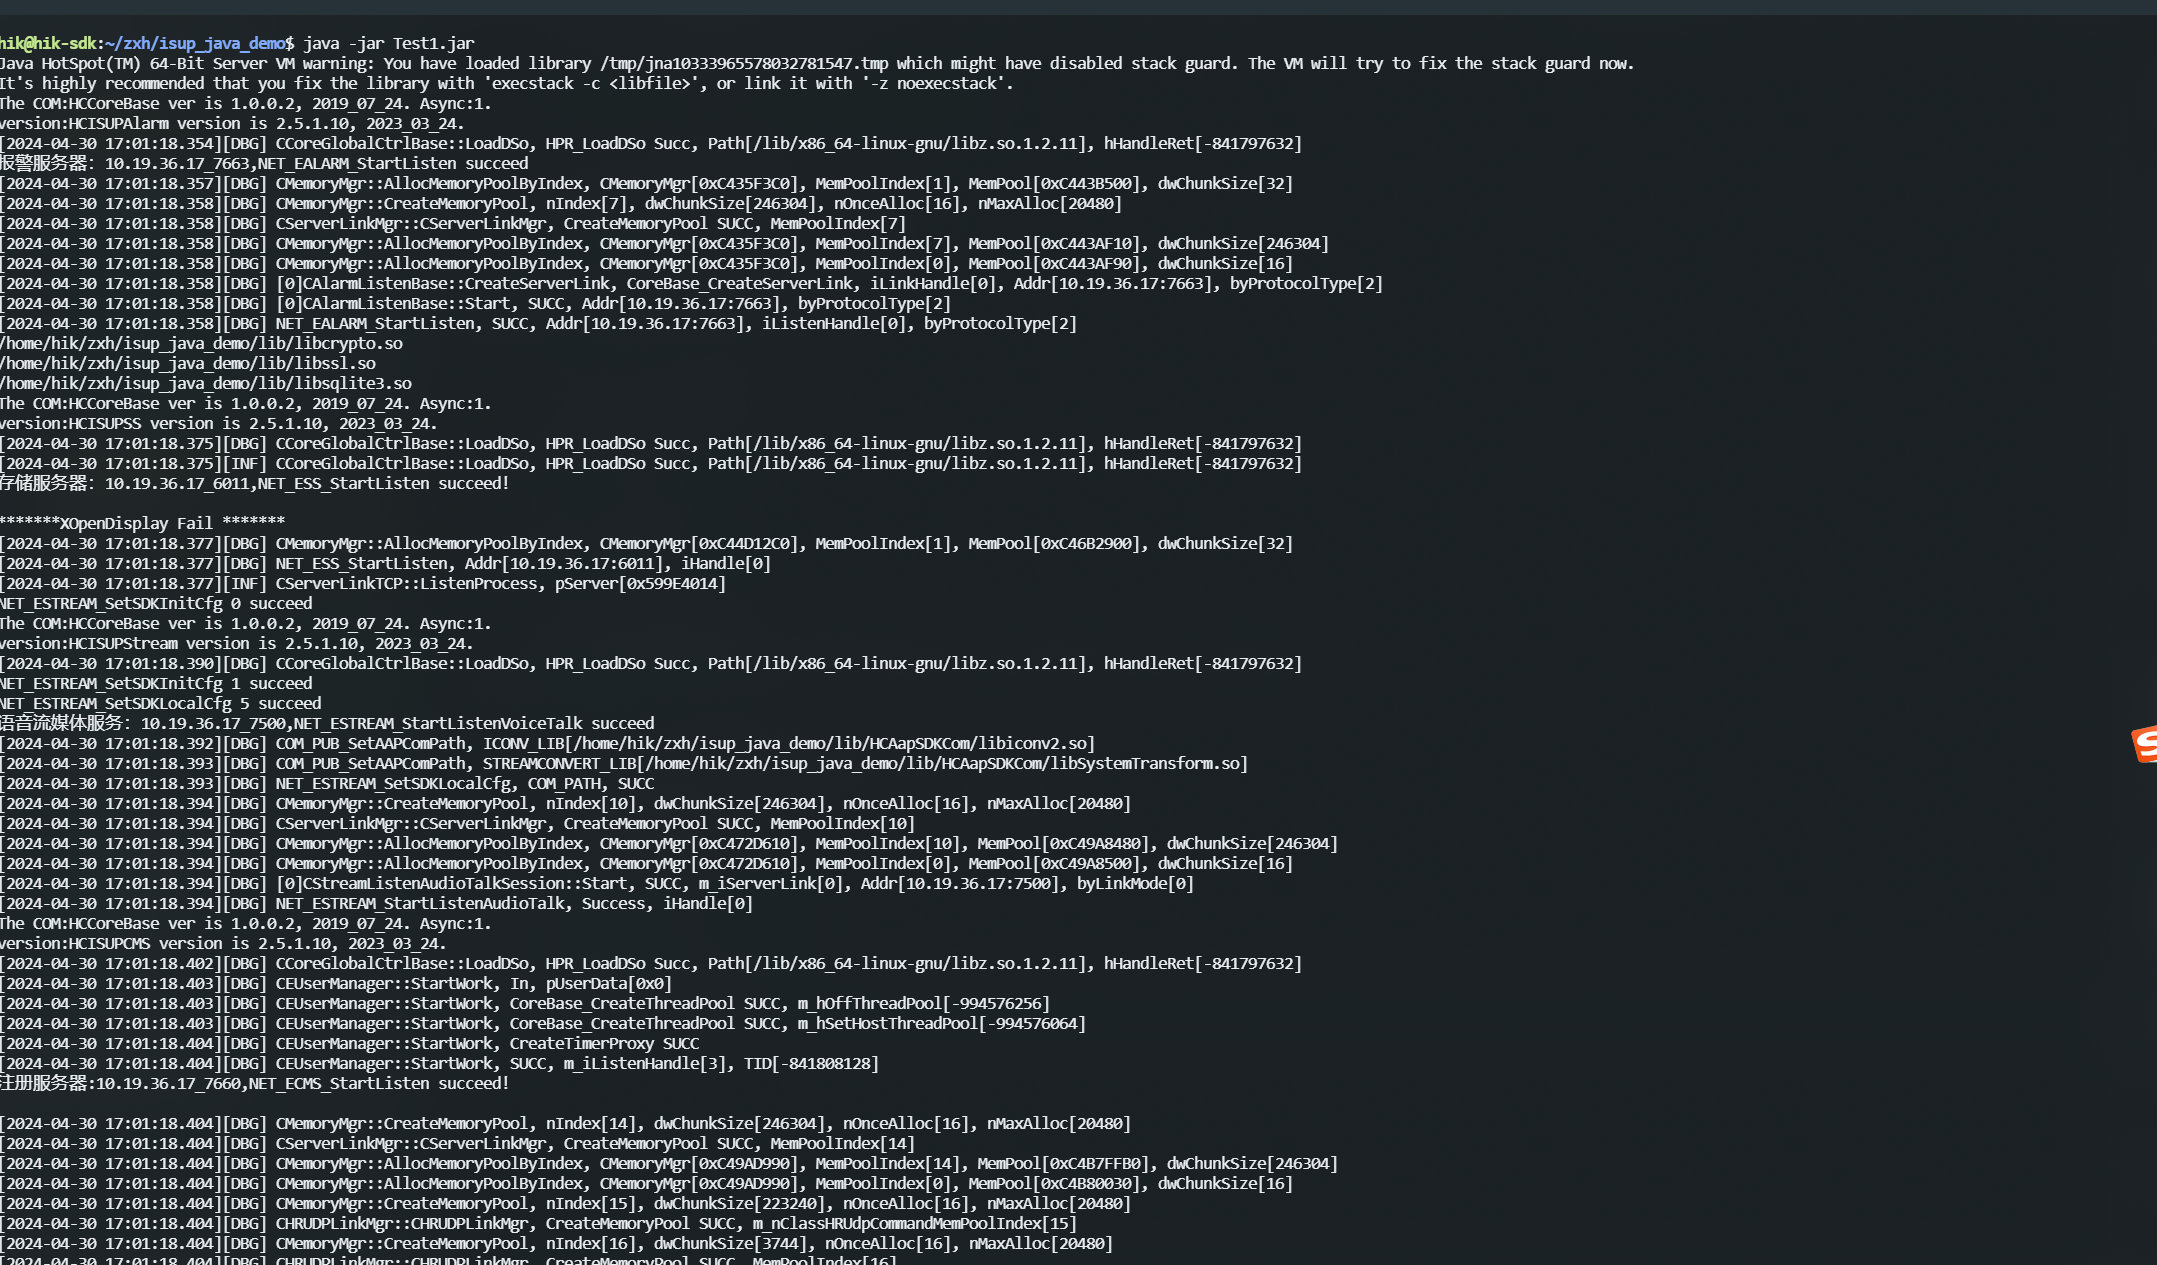 hik@hik-sdk:~/zxh/isup_java_demo$ java -jar Test1.jar
Java HotSpot(TM) 64-Bit Server VM warning: You have loaded library /tmp/jna10333965578032781547.tmp which might have disabled stack guard. The VM will try to fix the stack guard now.
It's highly recommended that you fix the library with 'execstack -c <libfile>', or link it with '-z noexecstack'.
The COM:HCCoreBase ver is 1.0.0.2, 2019_07_24. Async:1.
version:HCISUPAlarm version is 2.5.1.10, 2023_03_24.
[2024-04-30 17:01:18.354][DBG] CCoreGlobalCtrlBase::LoadDSo, HPR_LoadDSo Succ, Path[/lib/x86_64-linux-gnu/libz.so.1.2.11], hHandleRet[-841797632]
报警服务器：10.19.36.17_7663,NET_EALARM_StartListen succeed
[2024-04-30 17:01:18.357][DBG] CMemoryMgr::AllocMemoryPoolByIndex, CMemoryMgr[0xC435F3C0], MemPoolIndex[1], MemPool[0xC443B500], dwChunkSize[32]
[2024-04-30 17:01:18.358][DBG] CMemoryMgr::CreateMemoryPool, nIndex[7], dwChunkSize[246304], nOnceAlloc[16], nMaxAlloc[20480]
[2024-04-30 17:01:18.358][DBG] CServerLinkMgr::CServerLinkMgr, CreateMemoryPool SUCC, MemPoolIndex[7]
[2024-04-30 17:01:18.358][DBG] CMemoryMgr::AllocMemoryPoolByIndex, CMemoryMgr[0xC435F3C0], MemPoolIndex[7], MemPool[0xC443AF10], dwChunkSize[246304]
[2024-04-30 17:01:18.358][DBG] CMemoryMgr::AllocMemoryPoolByIndex, CMemoryMgr[0xC435F3C0], MemPoolIndex[0], MemPool[0xC443AF90], dwChunkSize[16]
[2024-04-30 17:01:18.358][DBG] [0]CAlarmListenBase::CreateServerLink, CoreBase_CreateServerLink, iLinkHandle[0], Addr[10.19.36.17:7663], byProtocolType[2]
[2024-04-30 17:01:18.358][DBG] [0]CAlarmListenBase::Start, SUCC, Addr[10.19.36.17:7663], byProtocolType[2]
[2024-04-30 17:01:18.358][DBG] NET_EALARM_StartListen, SUCC, Addr[10.19.36.17:7663], iListenHandle[0], byProtocolType[2]
/home/hik/zxh/isup_java_demo/lib/libcrypto.so
/home/hik/zxh/isup_java_demo/lib/libssl.so
/home/hik/zxh/isup_java_demo/lib/libsqlite3.so
The COM:HCCoreBase ver is 1.0.0.2, 2019_07_24. Async:1.
version:HCISUPSS version is 2.5.1.10, 2023_03_24.
[2024-04-30 17:01:18.375][DBG] CCoreGlobalCtrlBase::LoadDSo, HPR_LoadDSo Succ, Path[/lib/x86_64-linux-gnu/libz.so.1.2.11], hHandleRet[-841797632]
[2024-04-30 17:01:18.375][INF] CCoreGlobalCtrlBase::LoadDSo, HPR_LoadDSo Succ, Path[/lib/x86_64-linux-gnu/libz.so.1.2.11], hHandleRet[-841797632]
存储服务器：10.19.36.17_6011,NET_ESS_StartListen succeed!
*******XOpenDisplay Fail *******
[2024-04-30 17:01:18.377][DBG] CMemoryMgr::AllocMemoryPoolByIndex, CMemoryMgr[0xC44D12C0], MemPoolIndex[1], MemPool[0xC46B2900], dwChunkSize[32]
[2024-04-30 17:01:18.377][DBG] NET_ESS_StartListen, Addr[10.19.36.17:6011], iHandle[0]
[2024-04-30 17:01:18.377][INF] CServerLinkTCP::ListenProcess, pServer[0x599E4014]
NET_ESTREAM_SetSDKInitCfg 0 succeed
The COM:HCCoreBase ver is 1.0.0.2, 2019_07_24. Async:1.
version:HCISUPStream version is 2.5.1.10, 2023_03_24.
[2024-04-30 17:01:18.390][DBG] CCoreGlobalCtrlBase::LoadDSo, HPR_LoadDSo Succ, Path[/lib/x86_64-linux-gnu/libz.so.1.2.11], hHandleRet[-841797632]
NET_ESTREAM_SetSDKInitCfg 1 succeed
NET_ESTREAM_SetSDKLocalCfg 5 succeed
语音流媒体服务：10.19.36.17_7500,NET_ESTREAM_StartListenVoiceTalk succeed
[2024-04-30 17:01:18.392][DBG] COM_PUB_SetAAPComPath, ICONV_LIB[/home/hik/zxh/isup_java_demo/lib/HCAapSDKCom/libiconv2.so]
[2024-04-30 17:01:18.393][DBG] COM_PUB_SetAAPComPath, STREAMCONVERT_LIB[/home/hik/zxh/isup_java_demo/lib/HCAapSDKCom/libSystemTransform.so]
[2024-04-30 17:01:18.393][DBG] NET_ESTREAM_SetSDKLocalCfg, COM_PATH, SUCC
[2024-04-30 17:01:18.394][DBG] CMemoryMgr::CreateMemoryPool, nIndex[10], dwChunkSize[246304], nOnceAlloc[16], nMaxAlloc[20480]
[2024-04-30 17:01:18.394][DBG] CServerLinkMgr::CServerLinkMgr, CreateMemoryPool SUCC, MemPoolIndex[10]
[2024-04-30 17:01:18.394][DBG] CMemoryMgr::AllocMemoryPoolByIndex, CMemoryMgr[0xC472D610], MemPoolIndex[10], MemPool[0xC49A8480], dwChunkSize[246304]
[2024-04-30 17:01:18.394][DBG] CMemoryMgr::AllocMemoryPoolByIndex, CMemoryMgr[0xC472D610], MemPoolIndex[0], MemPool[0xC49A8500], dwChunkSize[16]
[2024-04-30 17:01:18.394][DBG] [0]CStreamListenAudioTalkSession::Start, SUCC, m_iServerLink[0], Addr[10.19.36.17:7500], byLinkMode[0]
[2024-04-30 17:01:18.394][DBG] NET_ESTREAM_StartListenAudioTalk, Success, iHandle[0]
The COM:HCCoreBase ver is 1.0.0.2, 2019_07_24. Async:1.
version:HCISUPCMS version is 2.5.1.10, 2023_03_24.
[2024-04-30 17:01:18.402][DBG] CCoreGlobalCtrlBase::LoadDSo, HPR_LoadDSo Succ, Path[/lib/x86_64-linux-gnu/libz.so.1.2.11], hHandleRet[-841797632]
[2024-04-30 17:01:18.403][DBG] CEUserManager::StartWork, In, pUserData[0x0]
[2024-04-30 17:01:18.403][DBG] CEUserManager::StartWork, CoreBase_CreateThreadPool SUCC, m_hOffThreadPool[-994576256]
[2024-04-30 17:01:18.403][DBG] CEUserManager::StartWork, CoreBase_CreateThreadPool SUCC, m_hSetHostThreadPool[-994576064]
[2024-04-30 17:01:18.404][DBG] CEUserManager::StartWork, CreateTimerProxy SUCC
[2024-04-30 17:01:18.404][DBG] CEUserManager::StartWork, SUCC, m_iListenHandle[3], TID[-841808128]
注册服务器:10.19.36.17_7660,NET_ECMS_StartListen succeed!
[2024-04-30 17:01:18.404][DBG] CMemoryMgr::CreateMemoryPool, nIndex[14], dwChunkSize[246304], nOnceAlloc[16], nMaxAlloc[20480]
[2024-04-30 17:01:18.404][DBG] CServerLinkMgr::CServerLinkMgr, CreateMemoryPool SUCC, MemPoolIndex[14]
[2024-04-30 17:01:18.404][DBG] CMemoryMgr::AllocMemoryPoolByIndex, CMemoryMgr[0xC49AD990], MemPoolIndex[14], MemPool[0xC4B7FFB0], dwChunkSize[246304]
[2024-04-30 17:01:18.404][DBG] CMemoryMgr::AllocMemoryPoolByIndex, CMemoryMgr[0xC49AD990], MemPoolIndex[0], MemPool[0xC4B80030], dwChunkSize[16]
[2024-04-30 17:01:18.404][DBG] CMemoryMgr::CreateMemoryPool, nIndex[15], dwChunkSize[223240], nOnceAlloc[16], nMaxAlloc[20480]
[2024-04-30 17:01:18.404][DBG] CHRUDPLinkMgr::CHRUDPLinkMgr, CreateMemoryPool SUCC, m_nClassHRUdpCommandMemPoolIndex[15]
[2024-04-30 17:01:18.404][DBG] CMemoryMgr::CreateMemoryPool, nIndex[16], dwChunkSize[3744], nOnceAlloc[16], nMaxAlloc[20480]
[2024-04-30 17:01:18.404][DBG] CHRUDPLinkMgr::CHRUDPLinkMgr, CreateMemoryPool SUCC, MemPoolIndex[16]